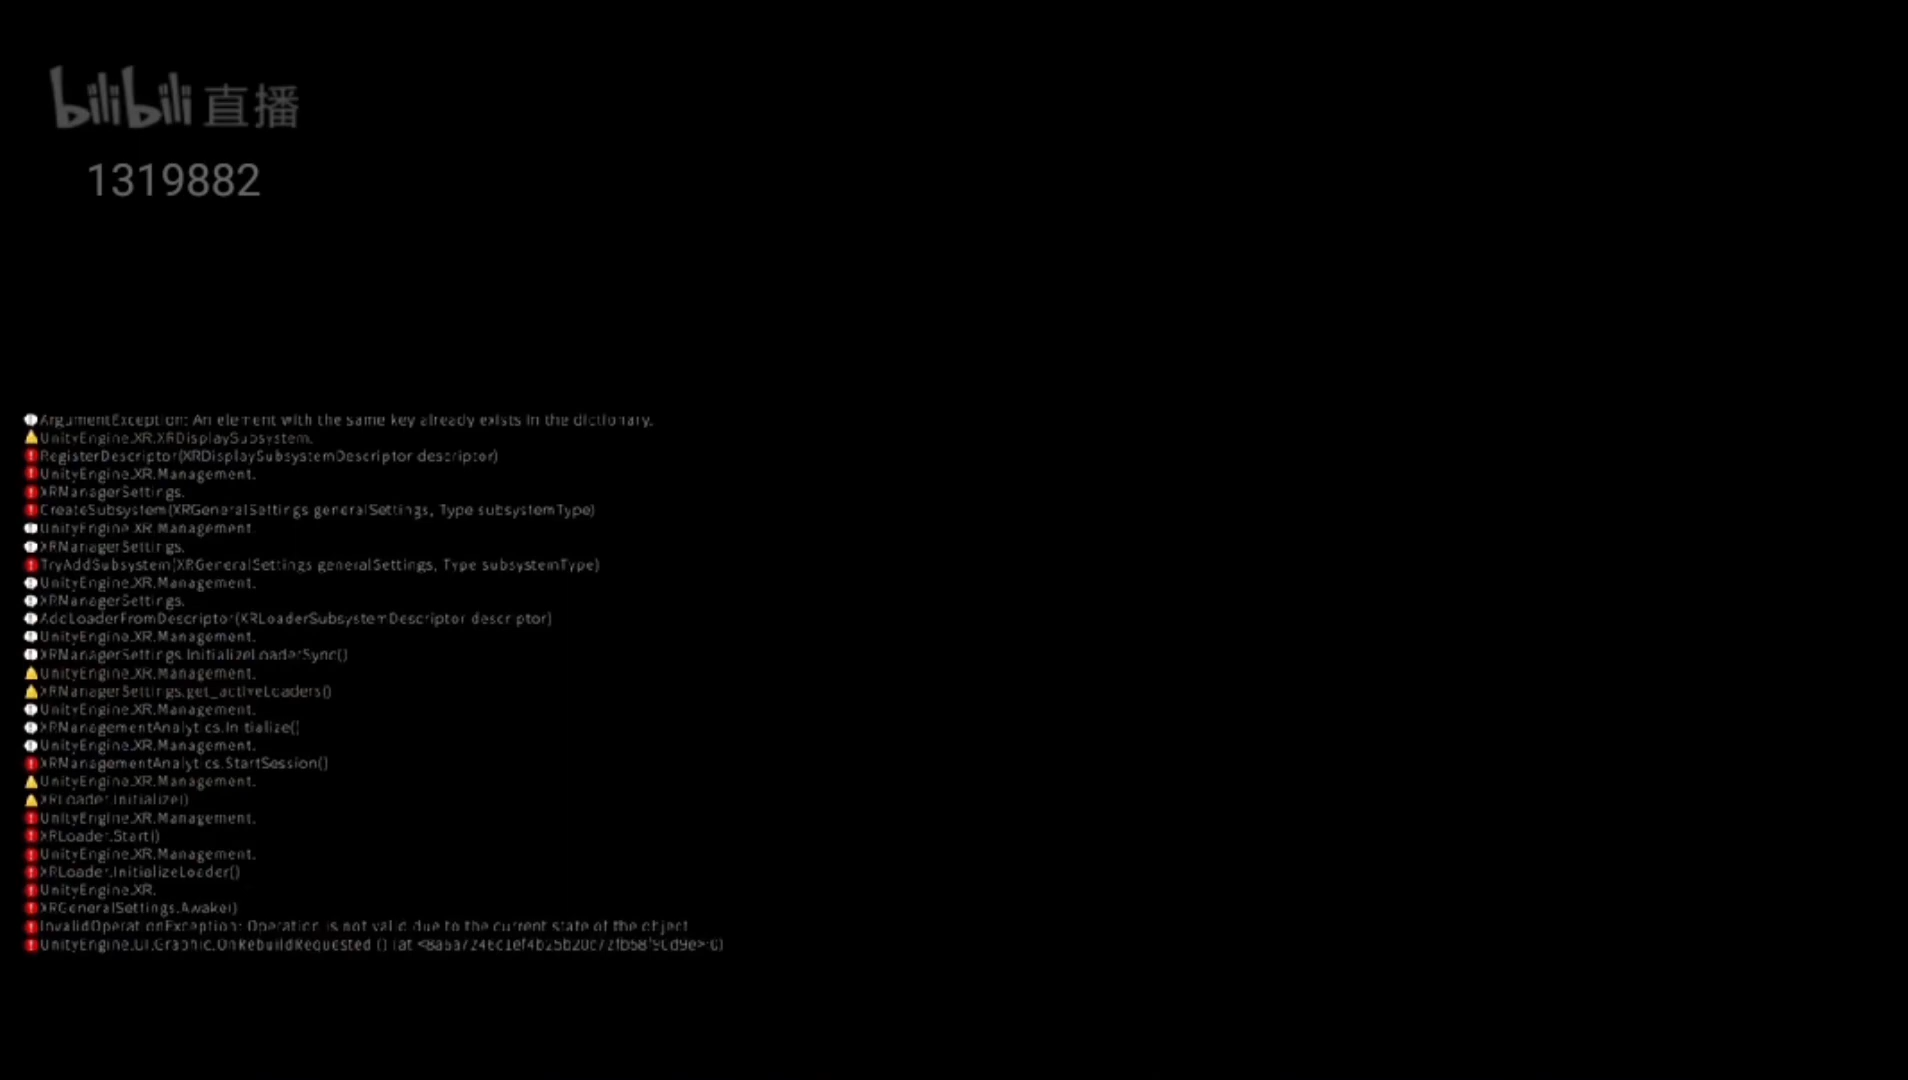 bilibili 直播
1319882
ArgumentException: An element with the same key already exists in the dictionary.
UnityEngine.XR.XRDisplaySubsystem.
RegisterDescriptor(XRDisplaySubsystemDescriptor descriptor)
UnityEngine.XR.Management.
XRManagerSettings.
CreateSubsystem(XRGeneralSettings generalSettings, Type subsystemType)
UnityEngine.XR.Management.
XRManagerSettings.
TryAddSubsystem(XRGeneralSettings generalSettings, Type subsystemType)
UnityEngine.XR.Management.
XRManagerSettings.
AddLoaderFromDescriptor(XRLoaderSubsystemDescriptor descriptor)
UnityEngine.XR.Management.
XRManagerSettings.InitializeLoaderSync()
UnityEngine.XR.Management.
XRManagerSettings.get_activeLoaders()
UnityEngine.XR.Management.
XRManagementAnalytics.Initialize()
UnityEngine.XR.Management.
XRManagementAnalytics.StartSession()
UnityEngine.XR.Management.
XRLoader.Initialize()
UnityEngine.XR.Management.
XRLoader.Start()
UnityEngine.XR.Management.
XRLoader.InitializeLoader()
UnityEngine.XR.
XRGeneralSettings.Awake()
InvalidOperationException: Operation is not valid due to the current state of the object
UnityEngine.UI.Graphic.OnRebuildRequested () (at